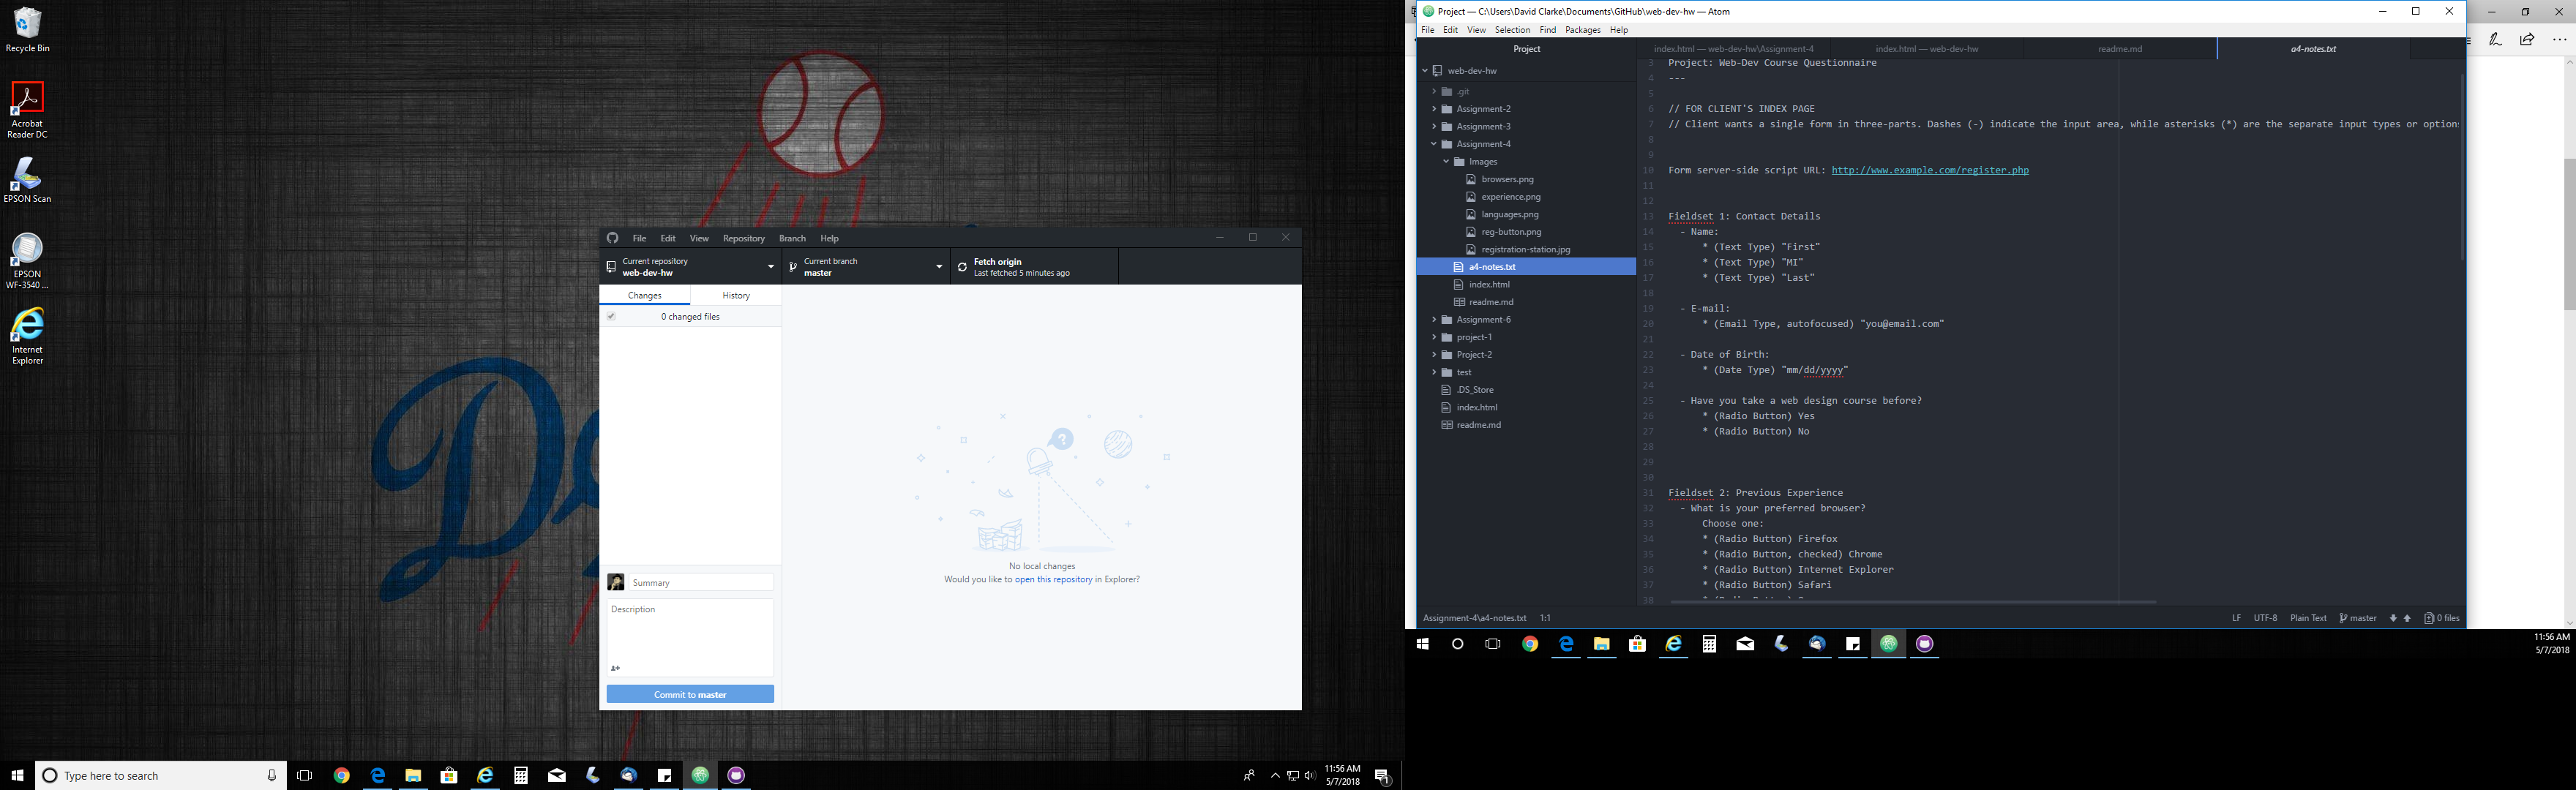 Recycle Bin
Acrobat
Reader DC
EPSON Scan
EPSON
WF-3540 ...
Internet
Explorer
File Edit View Repository Branch Help
Current repository
web-dev-hw
Current branch
master
Fetch origin
Last fetched 5 minutes ago
Changes
History
0 changed files
No local changes
Would you like to open this repository in Explorer?
Summary
Description
Commit to master
Type here to search
11:56 AM
5/7/2018
1
Project — C:\Users\David Clarke\Documents\GitHub\web-dev-hw — Atom
File Edit View Selection Find Packages Help
Project
index.html — web-dev-hw\Assignment-4
index.html — web-dev-hw
readme.md
a4-notes.txt
web-dev-hw
.git
Assignment-2
Assignment-3
Assignment-4
Images
browsers.png
experience.png
languages.png
reg-button.png
registration-station.jpg
a4-notes.txt
index.html
readme.md
Assignment-6
project-1
Project-2
test
.DS_Store
index.html
readme.md
3 Project: Web-Dev Course Questionnaire
4 ---
5
6 // FOR CLIENT'S INDEX PAGE
7 // Client wants a single form in three-parts. Dashes (-) indicate the input area, while asterisks (*) are the separate input types or option
8
9
10 Form server-side script URL: http://www.example.com/register.php
11
12
13 Fieldset 1: Contact Details
14 - Name:
15 * (Text Type) "First"
16 * (Text Type) "MI"
17 * (Text Type) "Last"
18
19 - E-mail:
20 * (Email Type, autofocused) "you@email.com"
21
22 - Date of Birth:
23 * (Date Type) "mm/dd/yyyy"
24
25 - Have you take a web design course before?
26 * (Radio Button) Yes
27 * (Radio Button) No
28
29
30
31 Fieldset 2: Previous Experience
32 - What is your preferred browser?
33 Choose one:
34 * (Radio Button) Firefox
35 * (Radio Button, checked) Chrome
36 * (Radio Button) Internet Explorer
37 * (Radio Button) Safari
38
Assignment-4\a4-notes.txt 1:1
LF UTF-8 Plain Text master 0 files
11:56 AM
5/7/2018